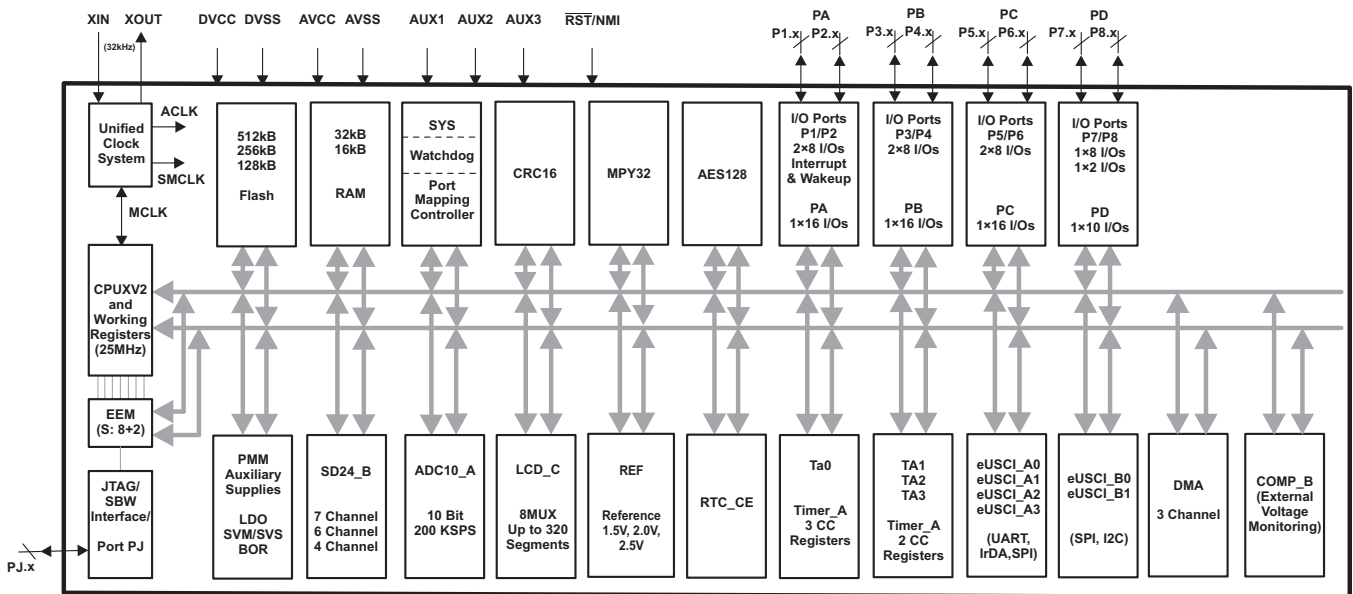 XIN
XOUT
(32kHz)
DVCC
DVSS
AVCC
AVSS
AUX1
AUX2
AUX3
RST/NMI
PA
P1.x
P2.x
PB
P3.x
P4.x
PC
P5.x
P6.x
PD
P7.x
P8.x
Unified
Clock
System
ACLK
SMCLK
MCLK
512kB
256kB
128kB
Flash
32kB
16kB
RAM
SYS
Watchdog
Port
Mapping
Controller
CRC16
MPY32
AES128
I/O Ports
P1/P2
2×8 I/Os
Interrupt
& Wakeup
PA
1×16 I/Os
I/O Ports
P3/P4
2×8 I/Os
PB
1×16 I/Os
I/O Ports
P5/P6
2×8 I/Os
PC
1×16 I/Os
I/O Ports
P7/P8
1×8 I/Os
1×2 I/Os
PD
1×10 I/Os
CPUXV2
and
Working
Registers
(25MHz)
EEM
(S: 8+2)
JTAG/
SBW
Interface/
Port PJ
PJ.x
PMM
Auxiliary
Supplies
LDO
SVM/SVS
BOR
SD24_B
7 Channel
6 Channel
4 Channel
ADC10_A
10 Bit
200 KSPS
LCD_C
8MUX
Up to 320
Segments
REF
Reference
1.5V, 2.0V,
2.5V
RTC_CE
Ta0
Timer_A
3 CC
Registers
TA1
TA2
TA3
Timer_A
2 CC
Registers
eUSCI_A0
eUSCI_A1
eUSCI_A2
eUSCI_A3
(UART,
IrDA,SPI)
eUSCI_B0
eUSCI_B1
(SPI, I2C)
DMA
3 Channel
COMP_B
(External
Voltage
Monitoring)